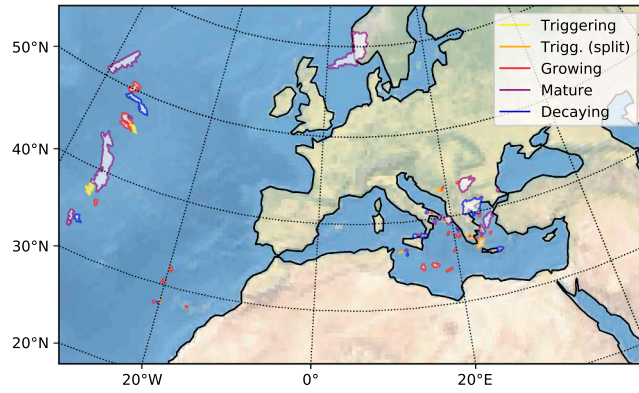 50°N
40°N
30°N
20°N
20°W
0°
20°E
Triggering
Trigg. (split)
Growing
Mature
Decaying